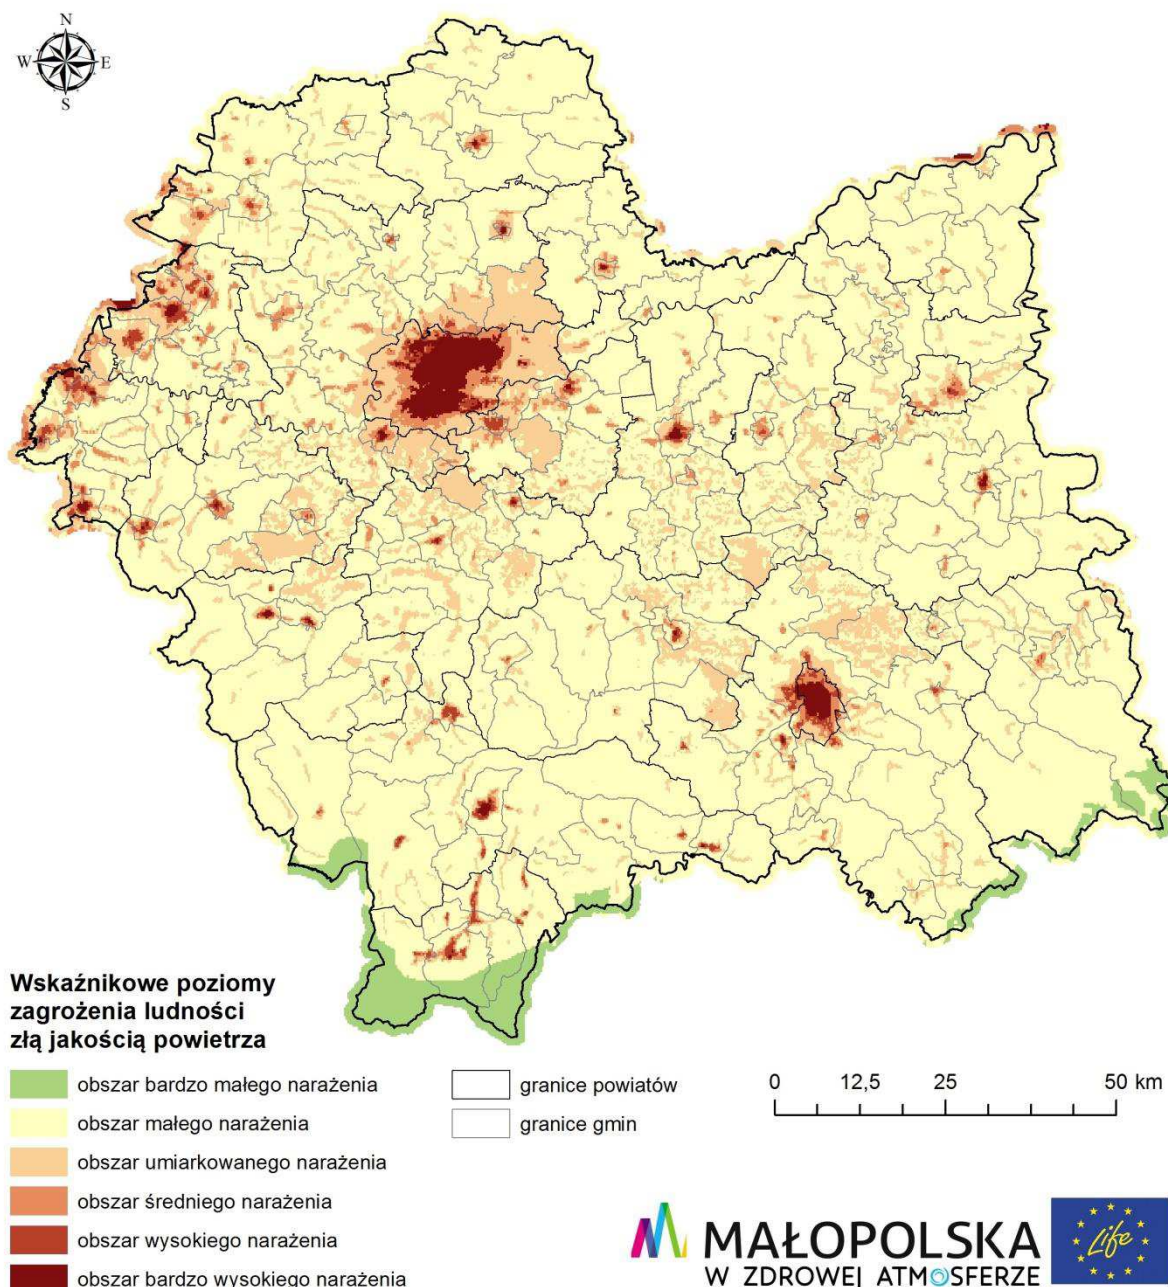 N
W E
S
Wskaźnikowe poziomy
zagrożenia ludności
złą jakością powietrza
obszar bardzo małego narażenia
obszar małego narażenia
obszar umiarkowanego narażenia
obszar średniego narażenia
obszar wysokiego narażenia
obszar bardzo wysokiego narażenia
granice powiatów
granice gmin
0 12,5 25 50 km
MAŁOPOLSKA
W ZDROWEJ ATMOSFERZE
Life